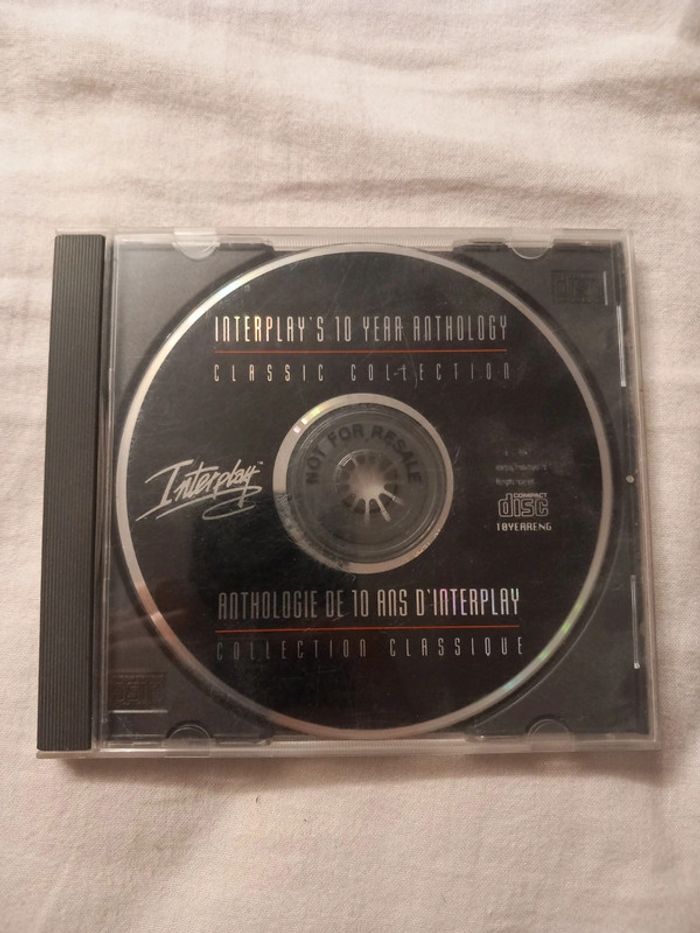 INTERPLAY'S 10 YEAR ANTHOLOGY
CLASSIC COLLECTION
NOT FOR RESALE
Interplay™
COMPACT
disc
10YEARENG
ANTHOLOGIE DE 10 ANS D'INTERPLAY
COLLECTION CLASSIQUE